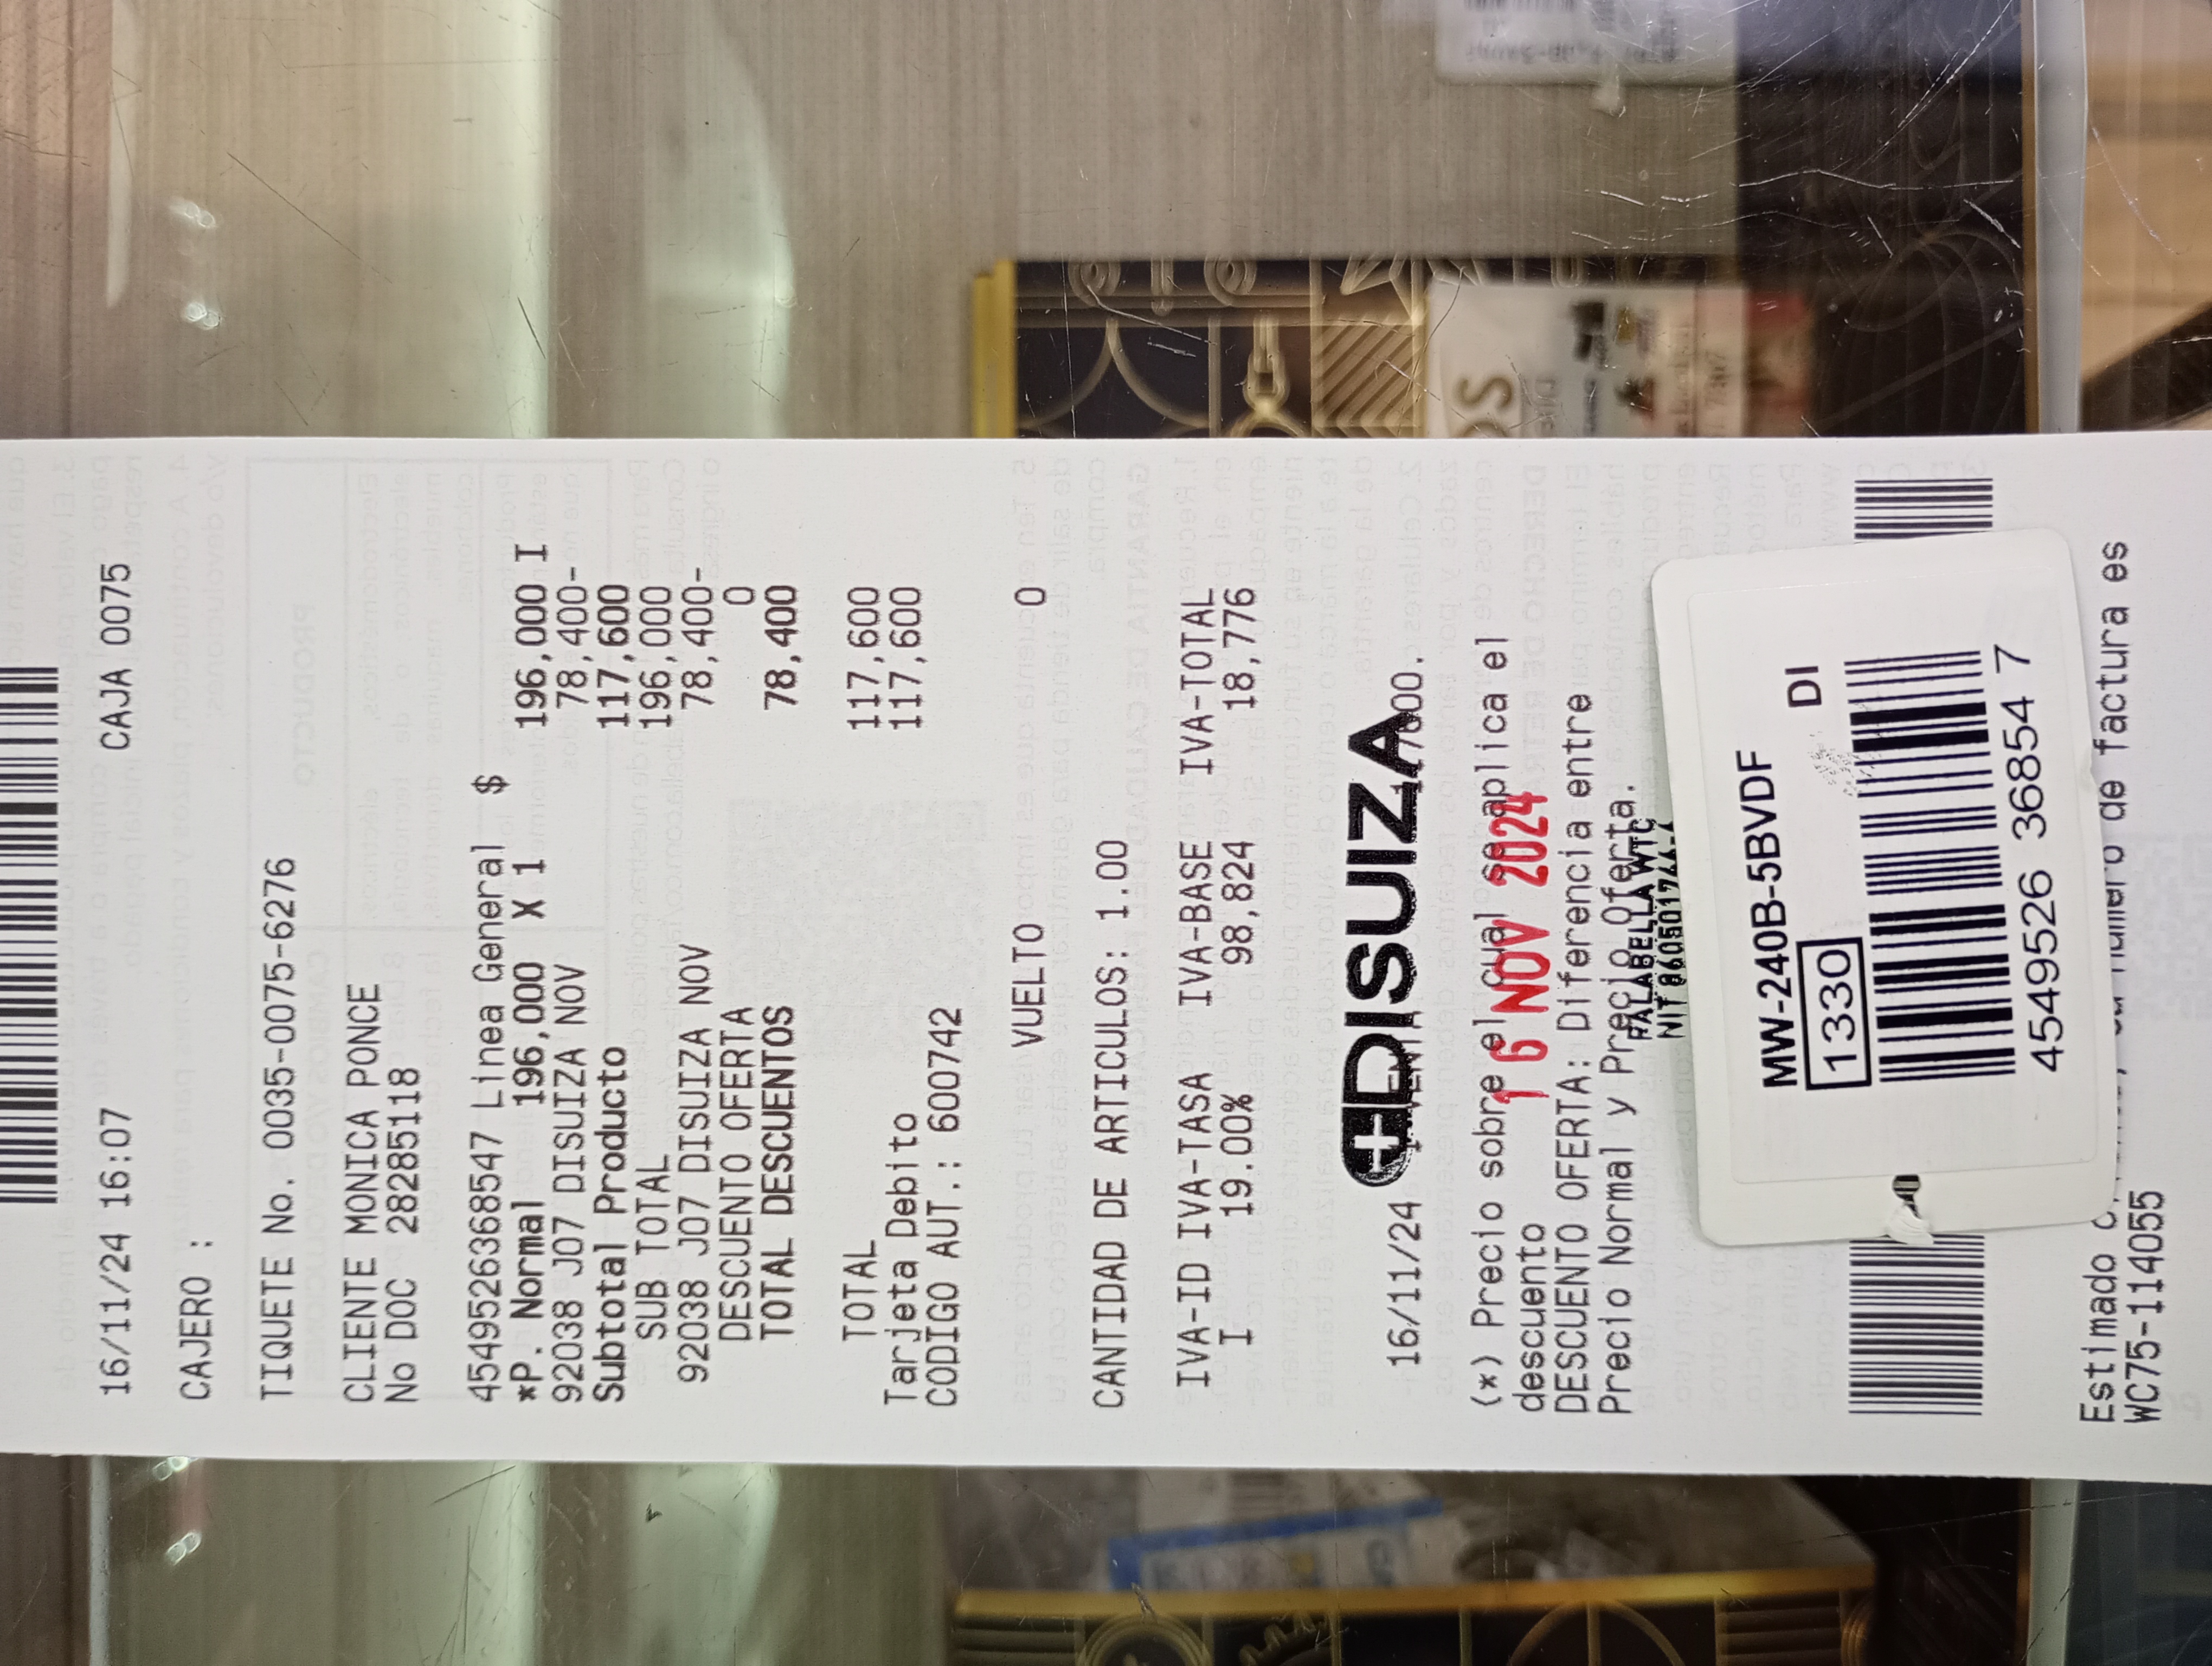 16/11/24 16:07 CAJA 0075
CAJERO :
TIQUETE No. 0035-0075-6276
CLIENTE MONICA PONCE
No DOC 28285118
4549526368547 Linea General $
*P. Normal 196,000 X 1 196,000 I
92038 J07 DISUIZA NOV 78,400-
Subtotal Producto 117,600
SUB TOTAL 196,000
92038 J07 DISUIZA NOV 78,400-
DESCUENTO OFERTA 0
TOTAL DESCUENTOS 78,400
TOTAL 117,600
Tarjeta Debito 117,600
CODIGO AUT.: 600742
VUELTO 0
CANTIDAD DE ARTICULOS: 1.00
IVA-ID IVA-TASA IVA-BASE IVA-TOTAL
I 19.00% 98,824 18,776
DISUIZA
16/11/24
(*) Precio sobre el cual se aplica el
descuento
16 NOV 2024
DESCUENTO OFERTA: Diferencia entre
Precio Normal y Precio Oferta.
FALABELLA WTC
MW-240B-5BVDF DI
1330
4549526 36854 7
Estimado de factura es
WC75-114055